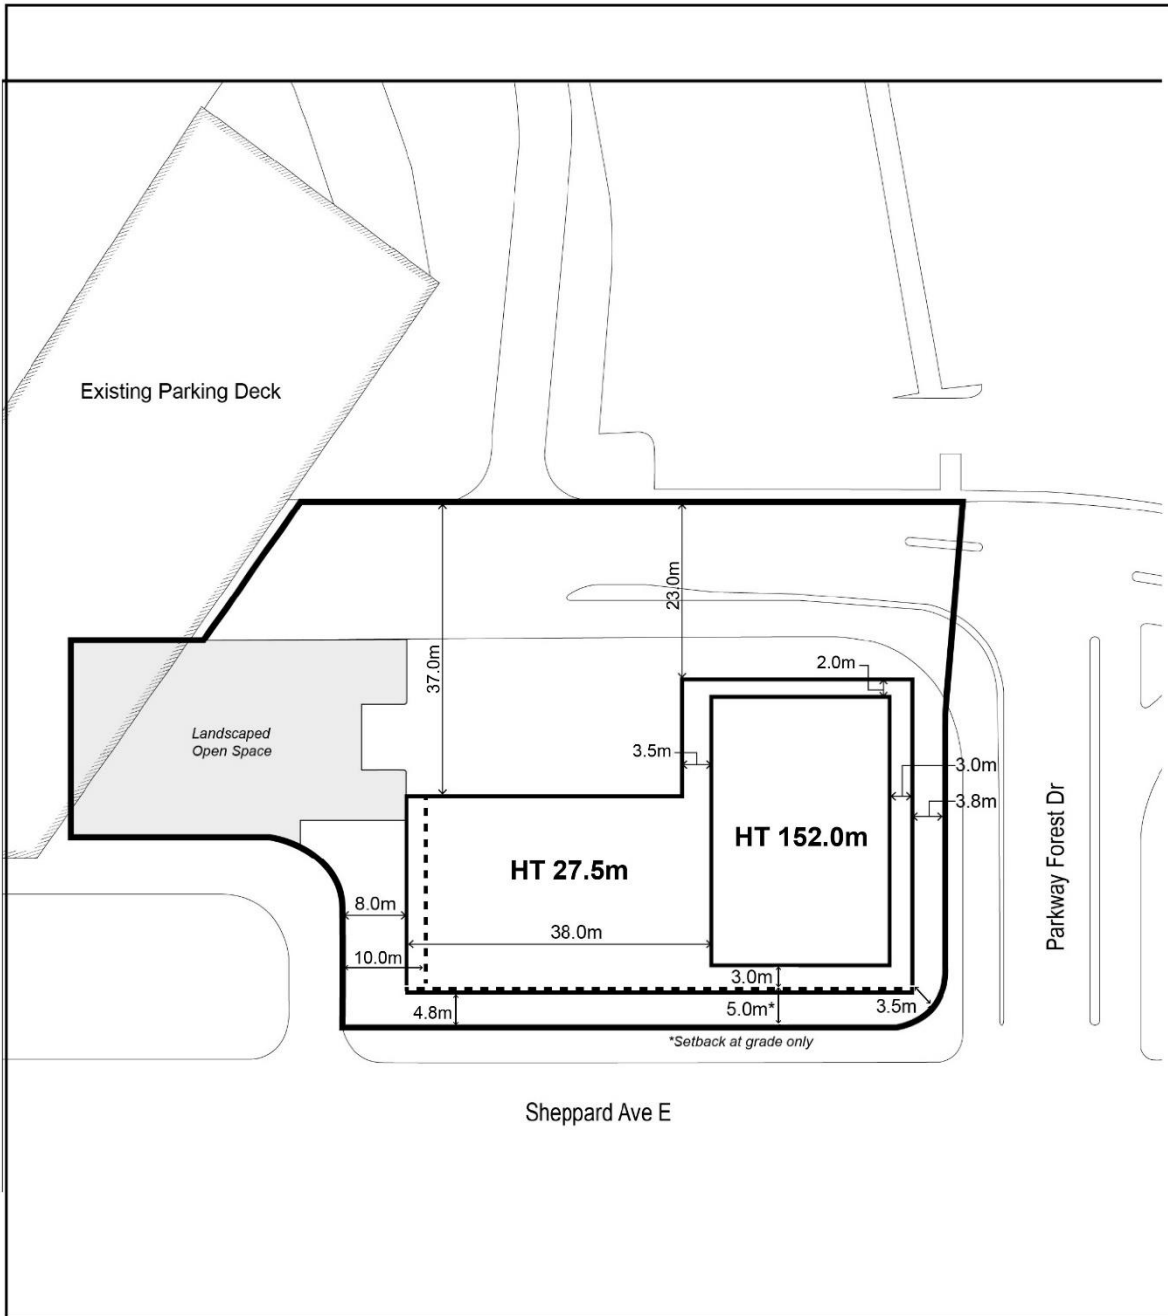 Existing Parking Deck
23.0m
37.0m
2.0m
Landscaped
Open Space
3.5m
3.0m
3.8m
HT 152.0m
HT 27.5m
Parkway Forest Dr
8.0m
38.0m
10.0m
3.0m
4.8m
5.0m*
3.5m
*Setback at grade only
Sheppard Ave E